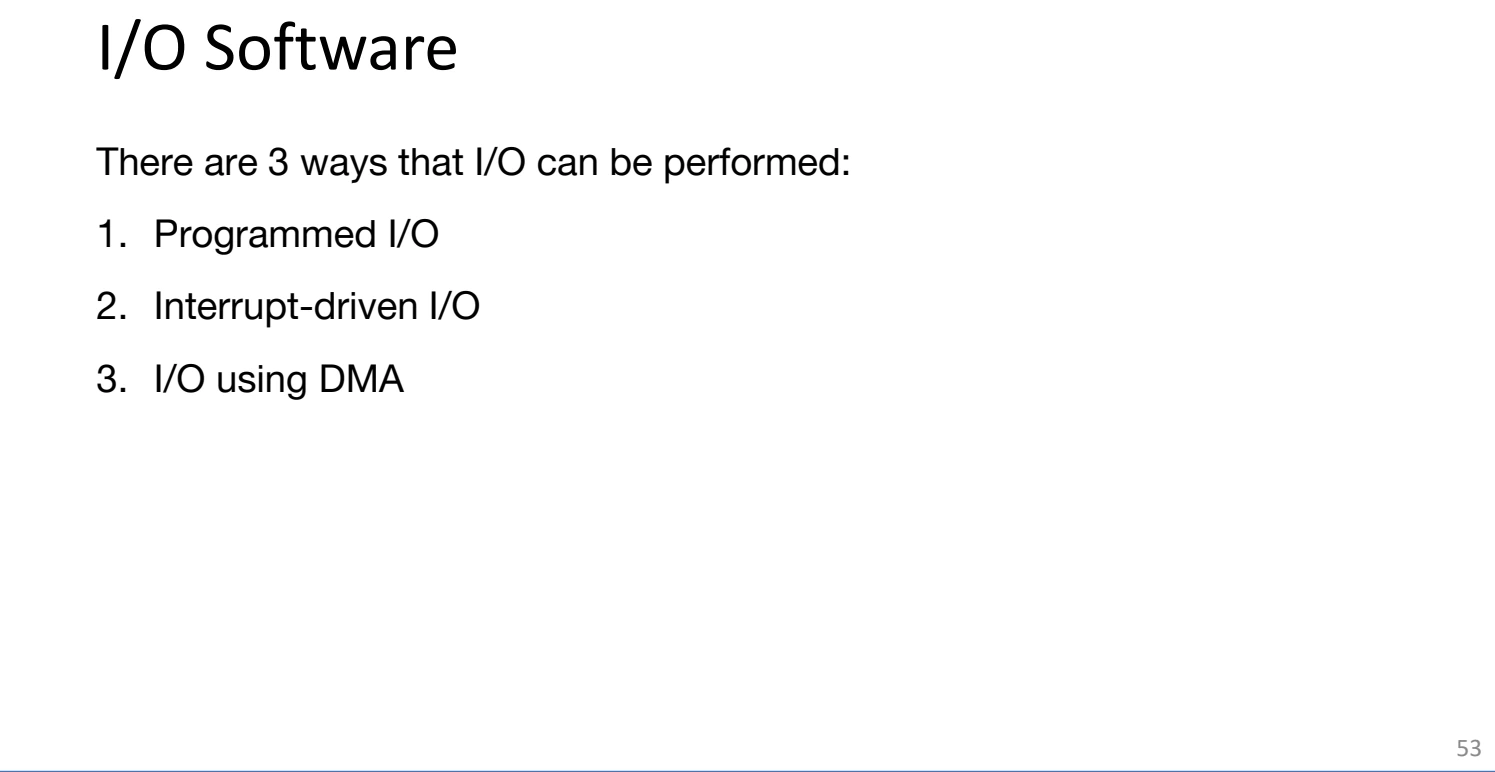 I/O Software
There are 3 ways that I/O can be performed:
1. Programmed I/O
2. Interrupt-driven I/O
3. I/O using DMA
53